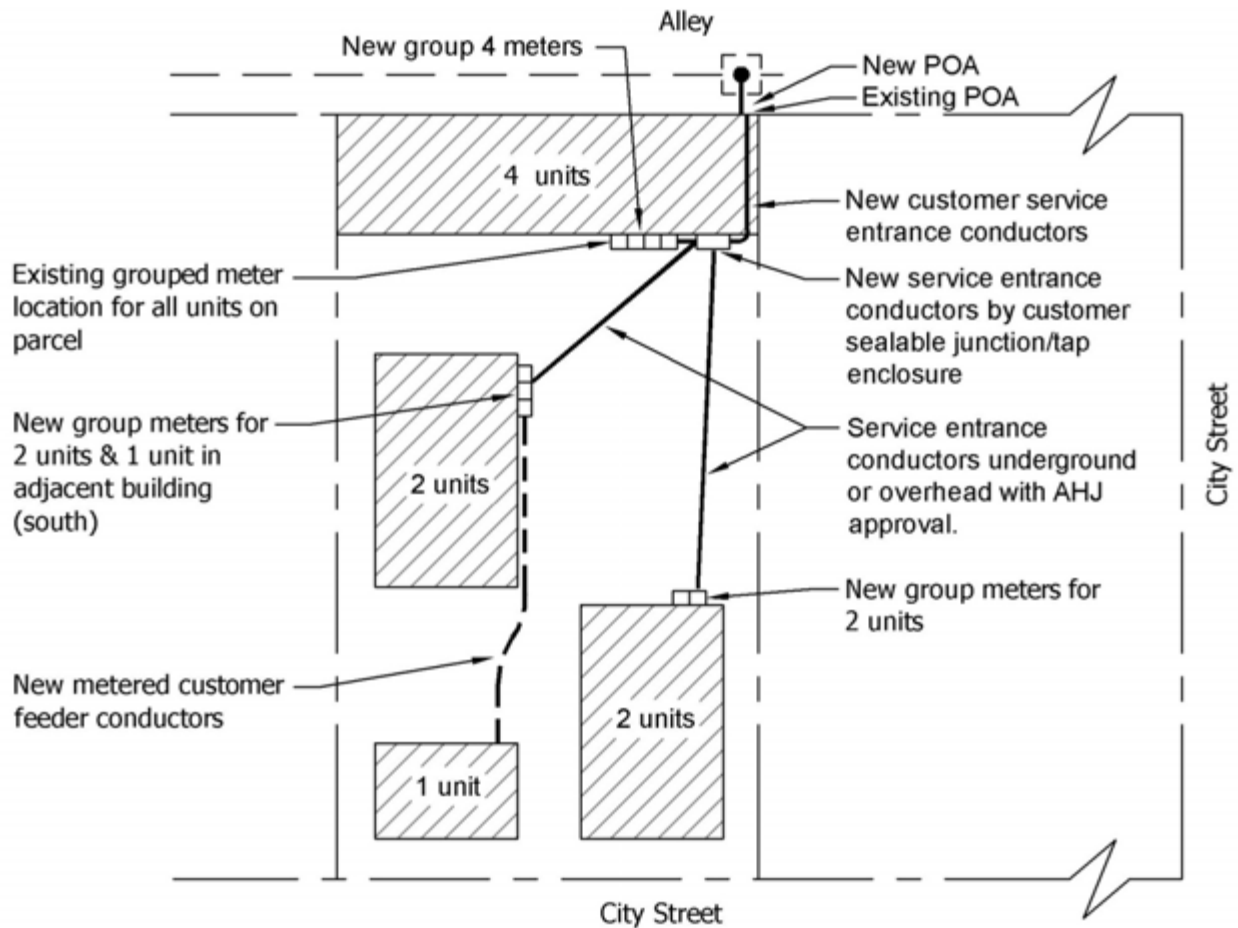 Alley
New group 4 meters
New POA
Existing POA
4 units
New customer service
entrance conductors
Existing grouped meter
location for all units on
parcel
New service entrance
conductors by customer
sealable junction/tap
enclosure
New group meters for
2 units & 1 unit in
adjacent building
(south)
2 units
Service entrance
conductors underground
or overhead with AHJ
approval.
City Street
New group meters for
2 units
New metered customer
feeder conductors
2 units
1 unit
City Street